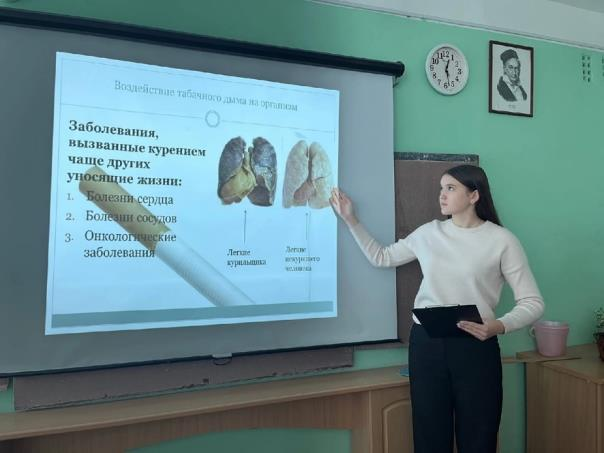 Воздействие табачного дыма на организм
Заболевания,
вызванные курением
чаще других
уносящие жизни:
1. Болезни сердца
2. Болезни сосудов
3. Онкологические
заболевания
Легкие
курильщика
Легкие
некурящего
человека